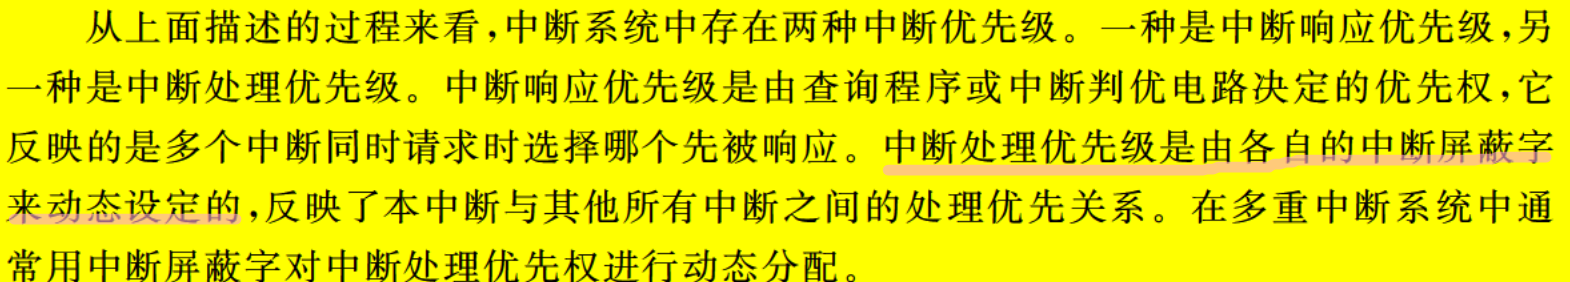 从上面描述的过程来看,中断系统中存在两种中断优先级。一种是中断响应优先级,另
一种是中断处理优先级。中断响应优先级是由查询程序或中断判优电路决定的优先权,它
反映的是多个中断同时请求时选择哪个先被响应。中断处理优先级是由各自的中断屏蔽字
来动态设定的,反映了本中断与其他所有中断之间的处理优先关系。在多重中断系统中通
常用中断屏蔽字对中断处理优先权进行动态分配。